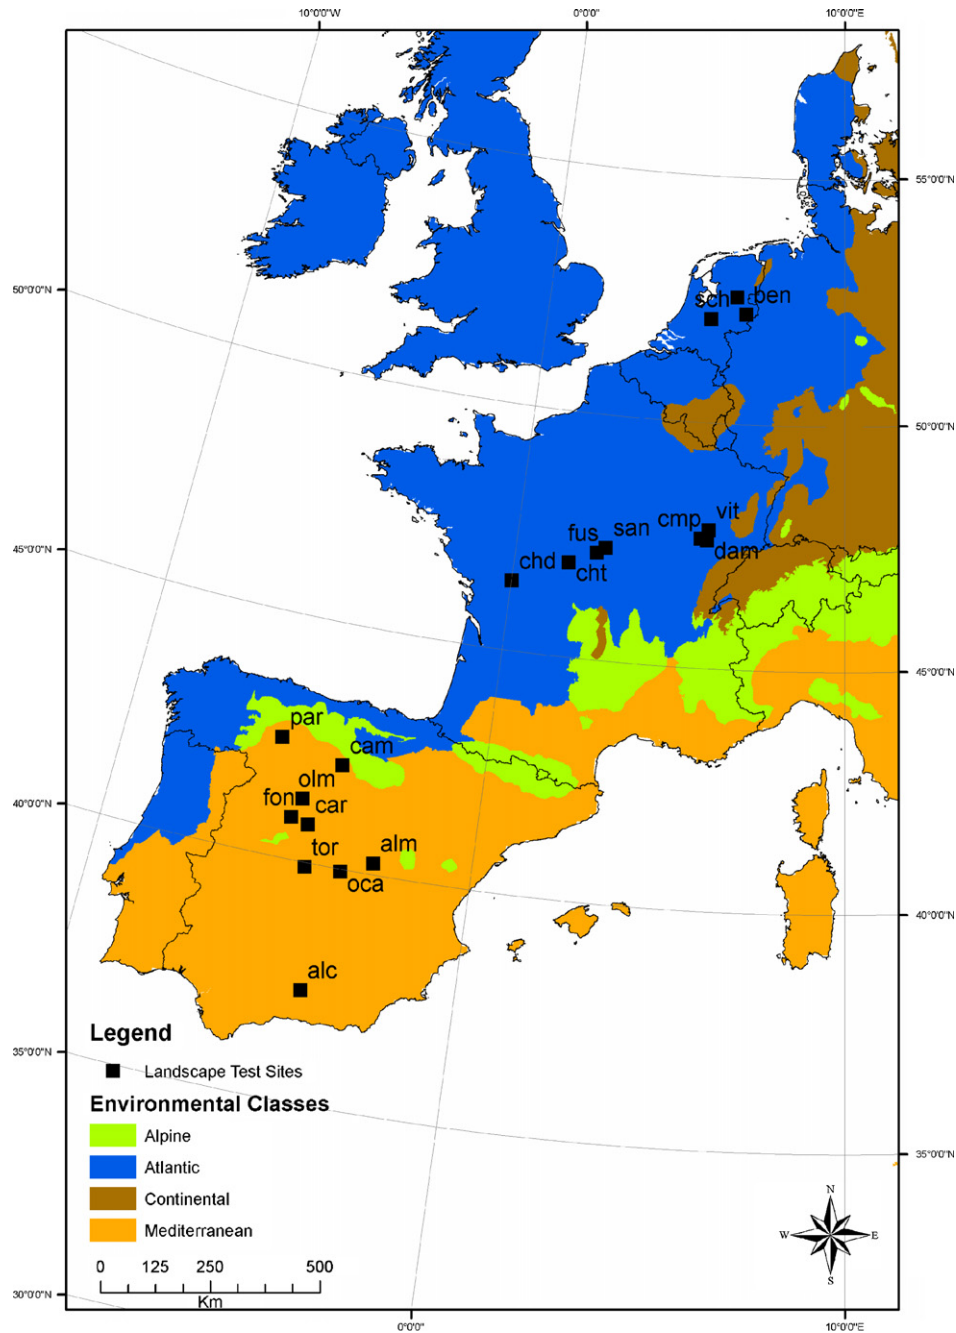 10°0'0"W 0°0'0" 10°0'0"E
55°0'0"N
50°0'0"N
sch
ben
50°0'0"N
vit
cmp
san
fus
dam
chd
cht
45°0'0"N
45°0'0"N
par
cam
olm
fon
car
40°0'0"N
tor
alm
oca
40°0'0"N
alc
Legend
35°0'0"N
Landscape Test Sites
Environmental Classes
Alpine
35°0'0"N
Atlantic
Continental
Mediterranean
N
W E
S
0 125 250 500
Km
30°0'0"N
0°0'0" 10°0'0"E